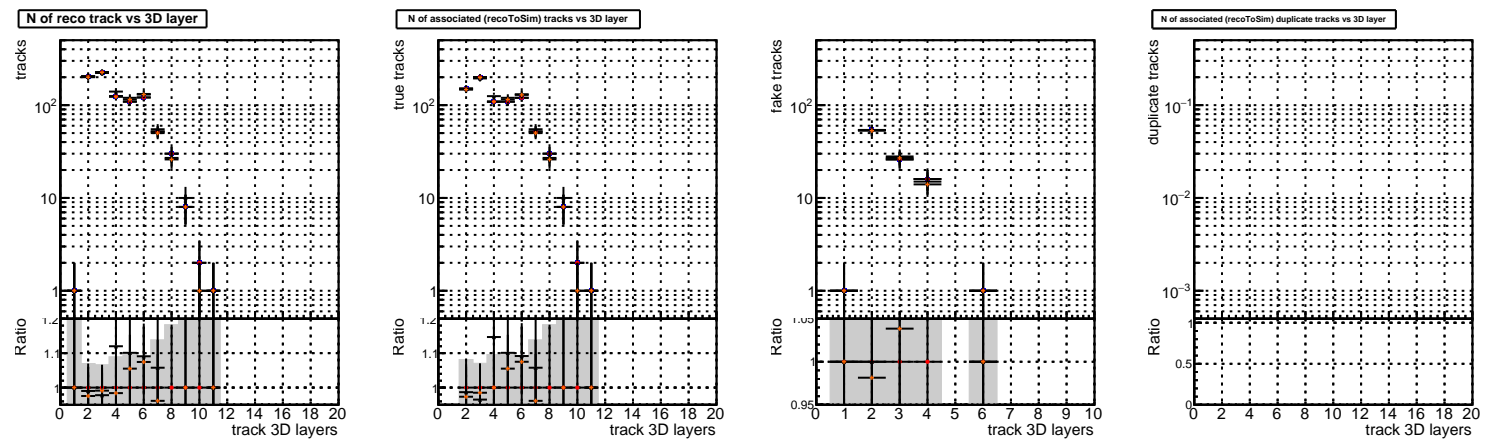 N of reco track vs 3D layer
tracks
10²
10
1
Ratio
1.2
1.1
1
0 2 4 6 8 10 12 14 16 18 20
track 3D layers
N of associated (recoToSim) tracks vs 3D layer
true tracks
10²
10
1
Ratio
1.2
1.1
1
0 2 4 6 8 10 12 14 16 18 20
track 3D layers
fake tracks
10²
10
1
Ratio
1.05
1
0.95
0 1 2 3 4 5 6 7 8 9 10
track 3D layers
N of associated (recoToSim) duplicate tracks vs 3D layer
duplicate tracks
10⁻¹
10⁻²
10⁻³
Ratio
1
0.5
0
0 2 4 6 8 10 12 14 16 18 20
track 3D layers